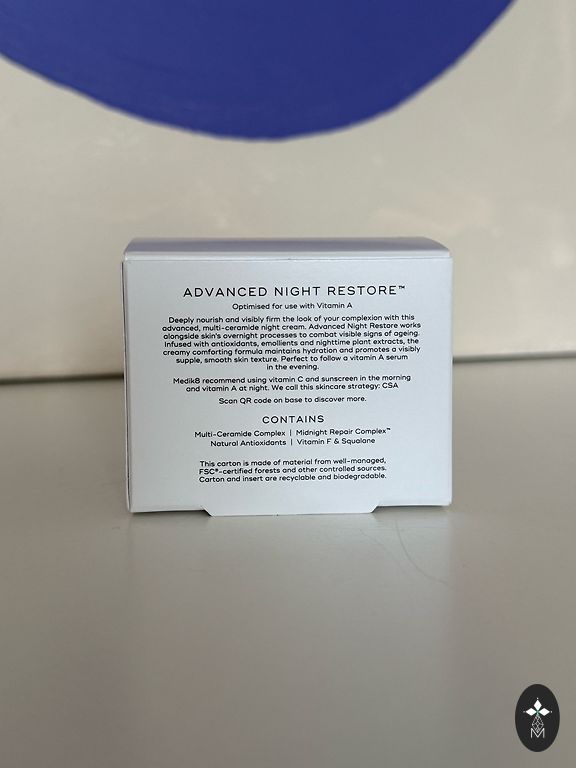 ADVANCED NIGHT RESTORE™
Optimised for use with Vitamin A
Deeply nourish and visibly firm the look of your complexion with this
advanced, multi-ceramide night cream. Advanced Night Restore works
alongside skin's overnight processes to combat visible signs of ageing.
Infused with antioxidants, emollients and nighttime plant extracts, the
creamy comforting formula maintains hydration and promotes a visibly
supple, smooth skin texture. Perfect to follow a vitamin A serum
in the evening.
Medik8 recommend using vitamin C and sunscreen in the morning
and vitamin A at night. We call this skincare strategy: CSA
Scan QR code on base to discover more.
CONTAINS
Multi-Ceramide Complex | Midnight Repair Complex™
Natural Antioxidants | Vitamin F & Squalane
This carton is made of material from well-managed,
FSC®-certified forests and other controlled sources.
Carton and insert are recyclable and biodegradable.
M